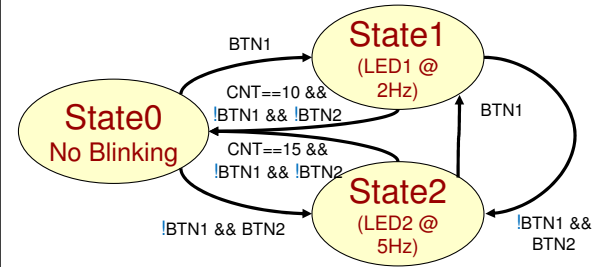 BTN1
State1
(LED1 @
2Hz)
CNT==10 &&
!BTN1 && !BTN2
BTN1
State0
No Blinking
CNT==15 &&
!BTN1 && !BTN2
State2
(LED2 @
5Hz)
!BTN1 && BTN2
!BTN1 &&
BTN2